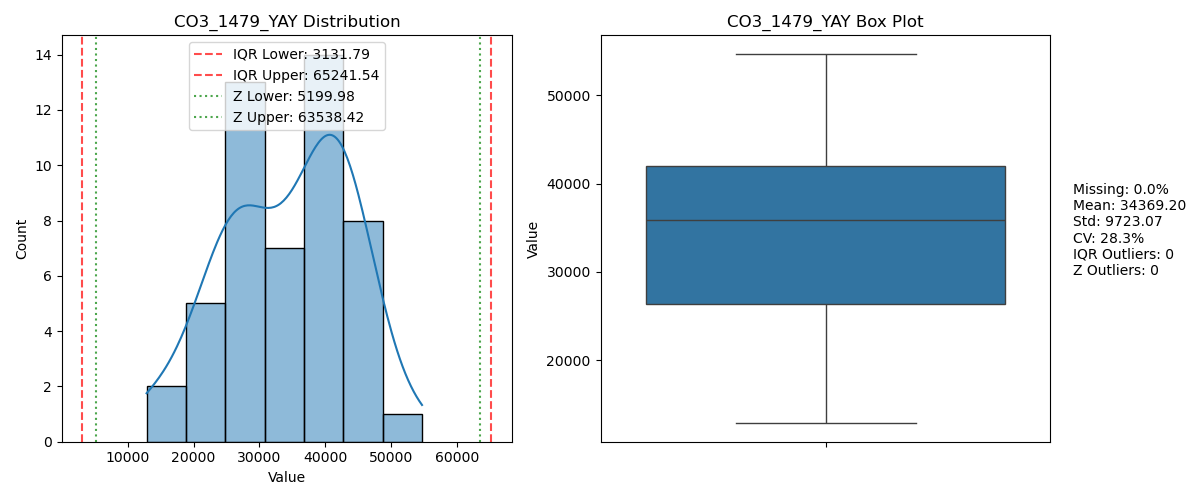 CO3_1479_YAY Distribution
IQR Lower: 3131.79
IQR Upper: 65241.54
Z Lower: 5199.98
Z Upper: 63538.42
14
12
10
8
6
4
2
0
Count
10000 20000 30000 40000 50000 60000
Value
CO3_1479_YAY Box Plot
50000
40000
30000
20000
Value
Missing: 0.0%
Mean: 34369.20
Std: 9723.07
CV: 28.3%
IQR Outliers: 0
Z Outliers: 0